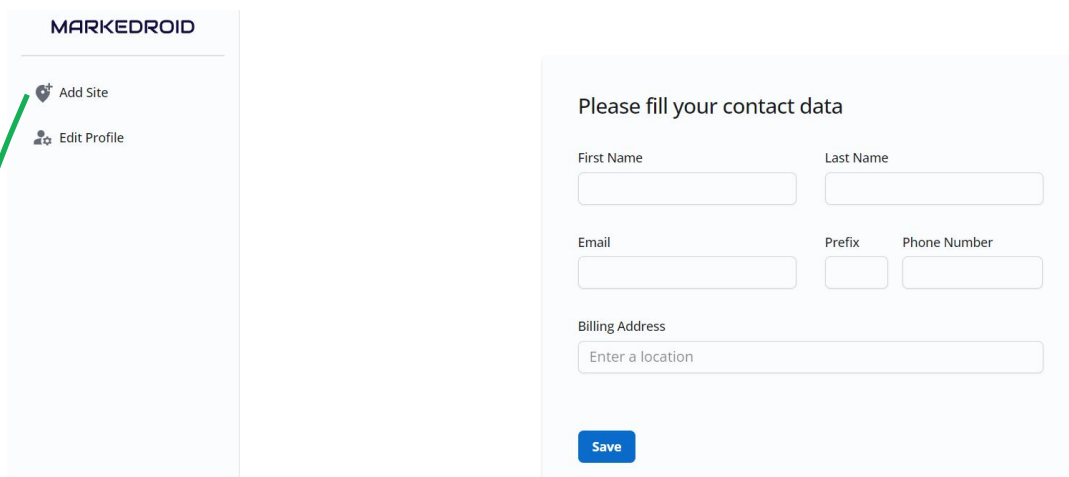 MARKEDROID
Add Site
Edit Profile
Please fill your contact data
First Name Last Name
Email Prefix Phone Number
Billing Address
Enter a location
Save